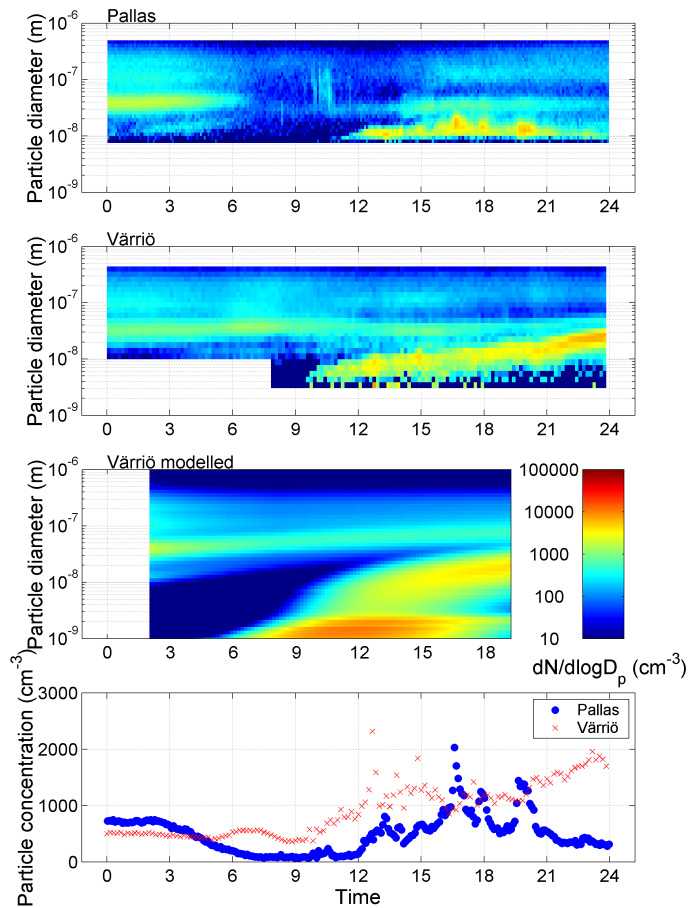 Pallas
Particle diameter (m)
10^-6
10^-7
10^-8
10^-9
0 3 6 9 12 15 18 21 24
Värriö
Particle diameter (m)
10^-6
10^-7
10^-8
10^-9
0 3 6 9 12 15 18 21 24
Värriö modelled
Particle diameter (m)
10^-6
10^-7
10^-8
10^-9
0 3 6 9 12 15 18
100000
10000
1000
100
10
dN/dlogD_p (cm^-3)
Particle concentration (cm^-3)
3000
2000
1000
0
Pallas
Värriö
0 3 6 9 12 15 18 21 24
Time